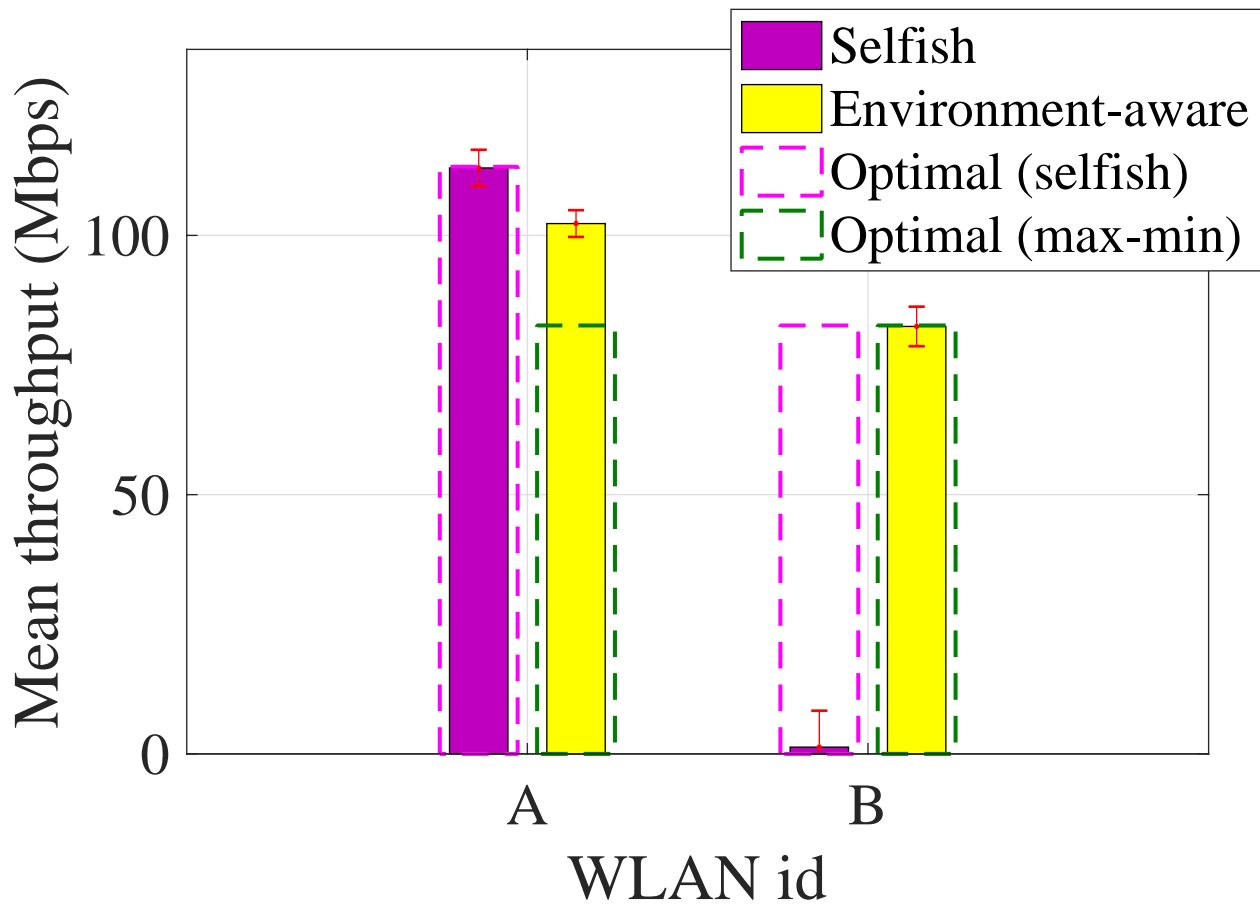 Selfish
Environment-aware
Optimal (selfish)
Optimal (max-min)
Mean throughput (Mbps)
100
50
0
A B
WLAN id